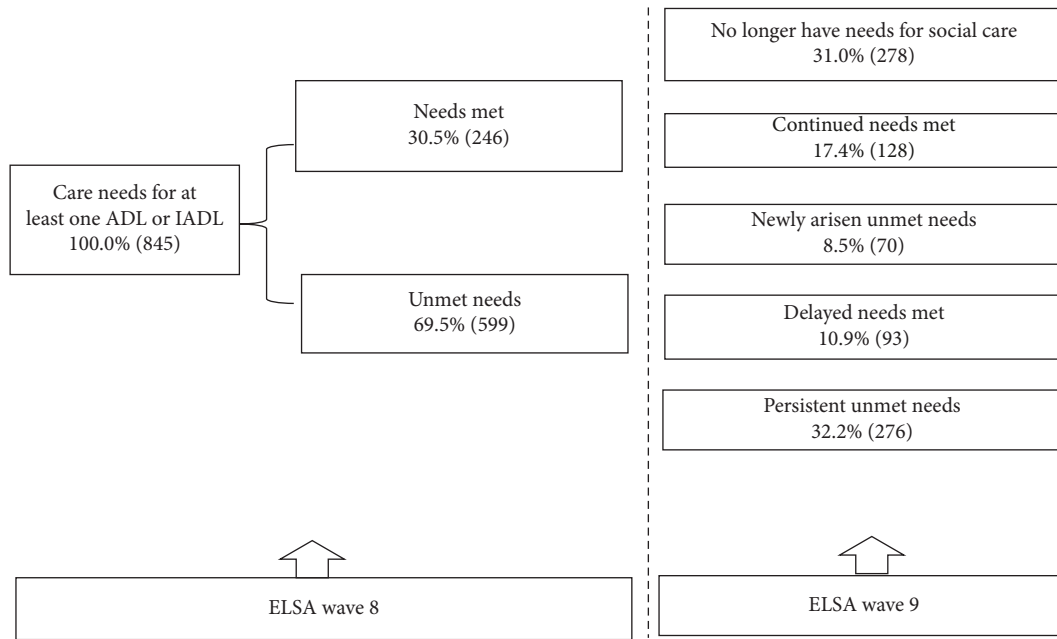 Care needs for at
least one ADL or IADL
100.0% (845)
Needs met
30.5% (246)
Unmet needs
69.5% (599)
ELSA wave 8
No longer have needs for social care
31.0% (278)
Continued needs met
17.4% (128)
Newly arisen unmet needs
8.5% (70)
Delayed needs met
10.9% (93)
Persistent unmet needs
32.2% (276)
ELSA wave 9